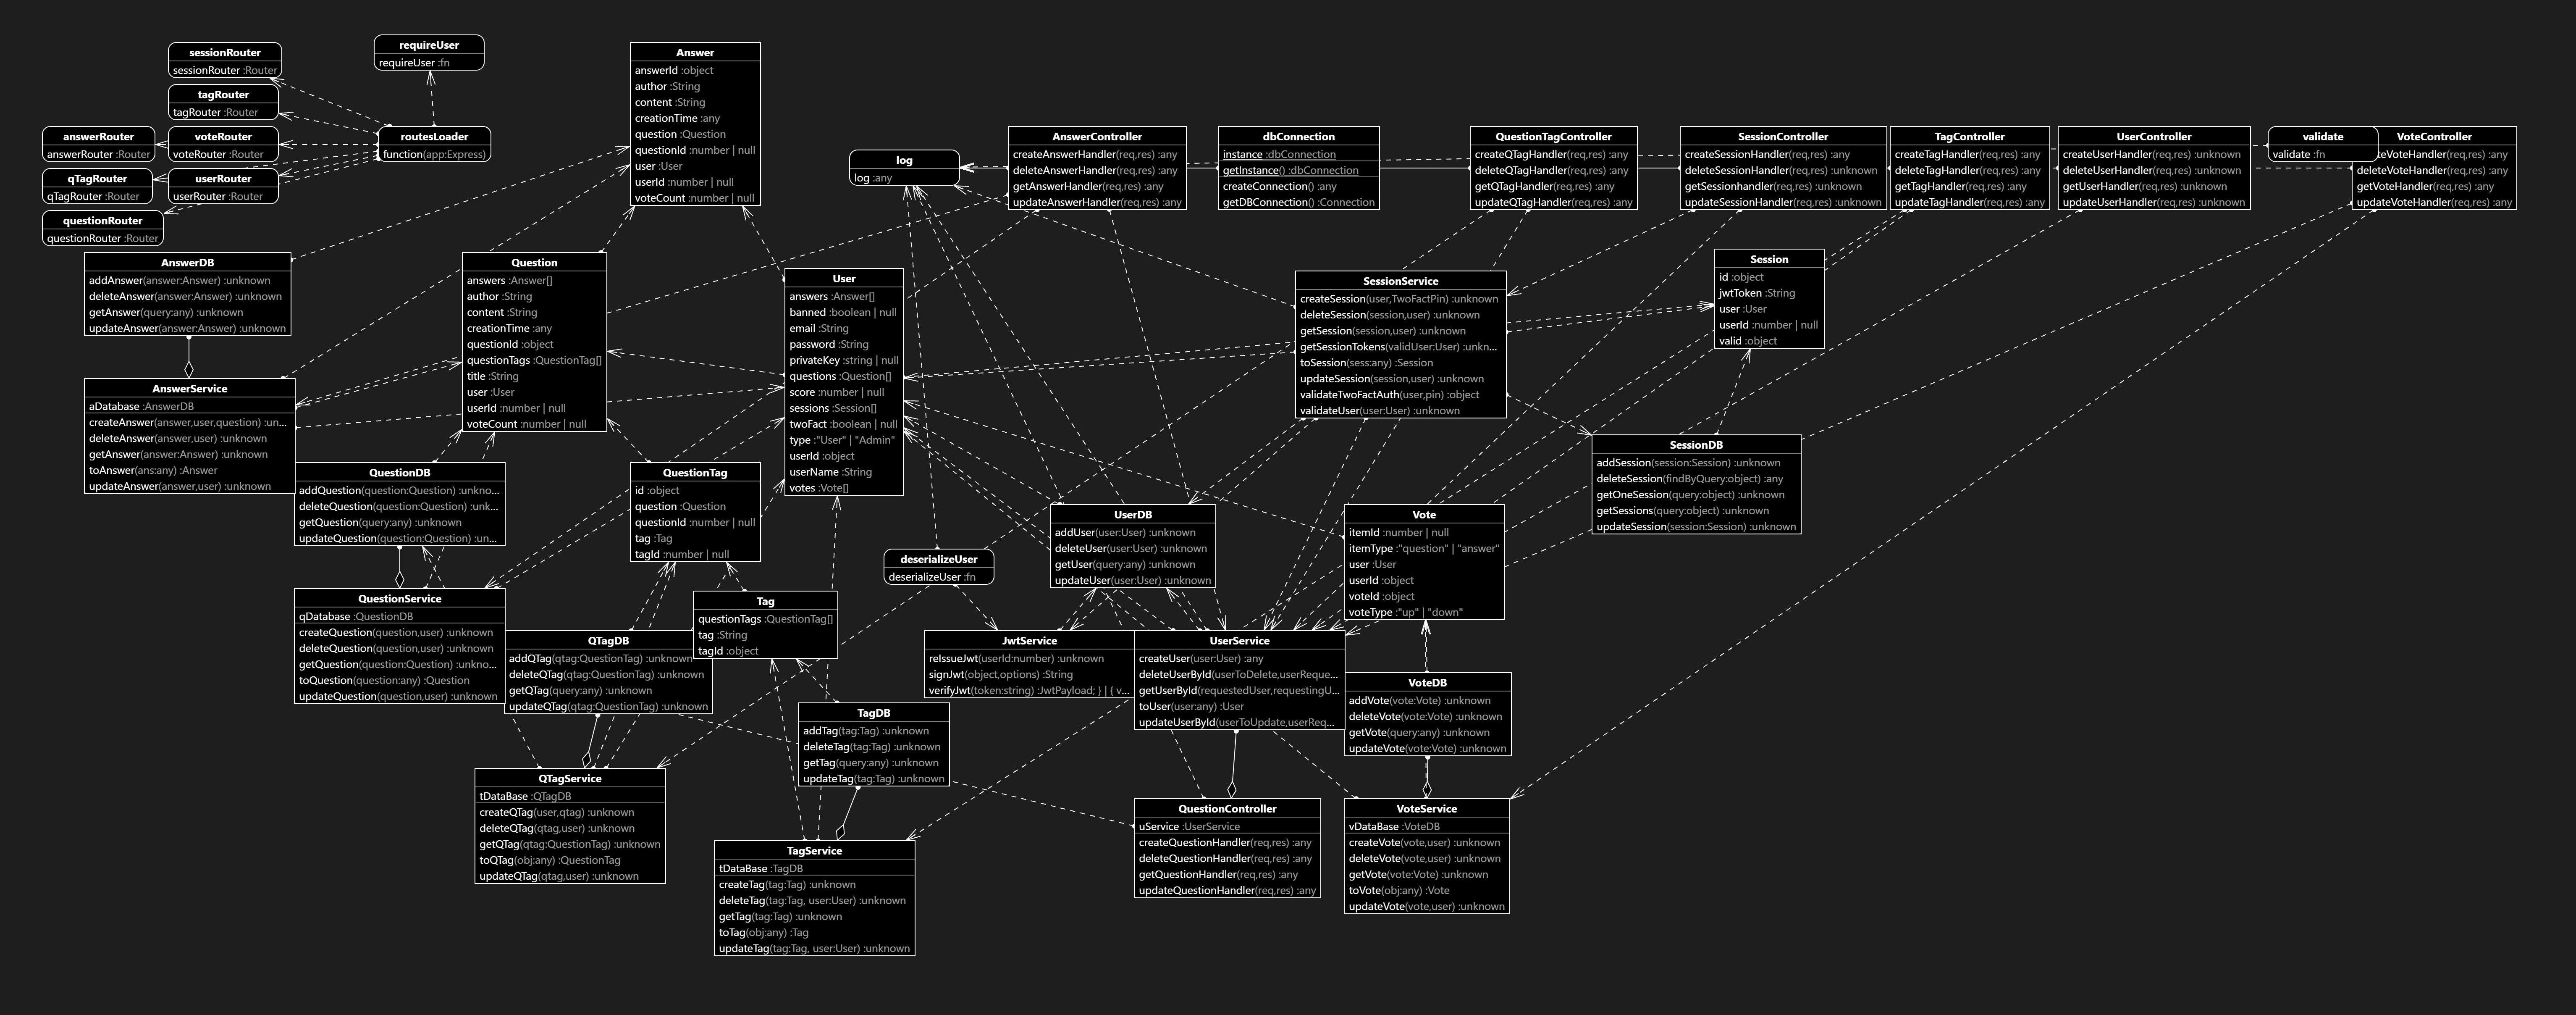 sessionRouter
sessionRouter :Router
requireUser
requireUser :fn
tagRouter
tagRouter :Router
answerRouter
answerRouter :Router
voteRouter
voteRouter :Router
routesLoader
function(app:Express)
qTagRouter
qTagRouter :Router
userRouter
userRouter :Router
questionRouter
questionRouter :Router
Answer
answerId :object
author :String
content :String
creationTime :any
question :Question
questionId :number | null
user :User
userId :number | null
voteCount :number | null
log
log :any
AnswerController
createAnswerHandler(req,res) :any
deleteAnswerHandler(req,res) :any
getAnswerHandler(req,res) :any
updateAnswerHandler(req,res) :any
dbConnection
instance :dbConnection
getInstance() :dbConnection
createConnection() :any
getDBConnection() :Connection
QuestionTagController
createQTagHandler(req,res) :any
deleteQTagHandler(req,res) :any
getQTagHandler(req,res) :any
updateQTagHandler(req,res) :any
SessionController
createSessionHandler(req,res) :any
deleteSessionHandler(req,res) :unknown
getSessionhandler(req,res) :unknown
updateSessionHandler(req,res) :unknown
TagController
createTagHandler(req,res) :any
deleteTagHandler(req,res) :any
getTagHandler(req,res) :any
updateTagHandler(req,res) :any
UserController
createUserHandler(req,res) :unknown
deleteUserHandler(req,res) :unknown
getUserHandler(req,res) :unknown
updateUserHandler(req,res) :unknown
validate
validate :fn
VoteController
teVoteHandler(req,res) :any
deleteVoteHandler(req,res) :any
getVoteHandler(req,res) :any
updateVoteHandler(req,res) :any
AnswerDB
addAnswer(answer:Answer) :unknown
deleteAnswer(answer:Answer) :unknown
getAnswer(query:any) :unknown
updateAnswer(answer:Answer) :unknown
Question
answers :Answer[]
author :String
content :String
creationTime :any
questionId :object
questionTags :QuestionTag[]
title :String
user :User
userId :number | null
voteCount :number | null
User
answers :Answer[]
banned :boolean | null
email :String
password :String
privateKey :string | null
questions :Question[]
score :number | null
sessions :Session[]
twoFact :boolean | null
type :"User" | "Admin"
userId :object
userName :String
votes :Vote[]
SessionService
createSession(user,TwoFactPin) :unknown
deleteSession(session,user) :unknown
getSession(session,user) :unknown
getSessionTokens(validUser:User) :unkn...
toSession(sess:any) :Session
updateSession(session,user) :unknown
validateTwoFactAuth(user,pin) :object
validateUser(user:User) :unknown
Session
id :object
jwtToken :String
user :User
userId :number | null
valid :object
AnswerService
aDatabase :AnswerDB
createAnswer(answer,user,question) :un...
deleteAnswer(answer,user) :unknown
getAnswer(answer:Answer) :unknown
toAnswer(ans:any) :Answer
updateAnswer(answer,user) :unknown
SessionDB
addSession(session:Session) :unknown
deleteSession(findByQuery:object) :any
getOneSession(query:object) :unknown
getSessions(query:object) :unknown
updateSession(session:Session) :unknown
QuestionDB
addQuestion(question:Question) :unkno...
deleteQuestion(question:Question) :unk...
getQuestion(query:any) :unknown
updateQuestion(question:Question) :un...
QuestionTag
id :object
question :Question
questionId :number | null
tag :Tag
tagId :number | null
UserDB
addUser(user:User) :unknown
deleteUser(user:User) :unknown
getUser(query:any) :unknown
updateUser(user:User) :unknown
Vote
itemId :number | null
itemType :"question" | "answer"
user :User
userId :object
voteId :object
voteType :"up" | "down"
deserializeUser
deserializeUser :fn
QuestionService
qDatabase :QuestionDB
createQuestion(question,user) :unknown
deleteQuestion(question,user) :unknown
getQuestion(question:Question) :unkno...
toQuestion(question:any) :Question
updateQuestion(question,user) :unknown
Tag
questionTags :QuestionTag[]
tag :String
tagId :object
QTagDB
addQTag(qtag:QuestionTag) :unknown
deleteQTag(qtag:QuestionTag) :unknown
getQTag(query:any) :unknown
updateQTag(qtag:QuestionTag) :unknown
JwtService
reIssueJwt(userId:number) :unknown
signJwt(object,options) :String
verifyJwt(token:string) :JwtPayload; } | { v...
UserService
createUser(user:User) :any
deleteUserById(userToDelete,userReque...
getUserById(requestedUser,requestingU...
toUser(user:any) :User
updateUserById(userToUpdate,userReq...
VoteDB
addVote(vote:Vote) :unknown
deleteVote(vote:Vote) :unknown
getVote(query:any) :unknown
updateVote(vote:Vote) :unknown
TagDB
addTag(tag:Tag) :unknown
deleteTag(tag:Tag) :unknown
getTag(query:any) :unknown
updateTag(tag:Tag) :unknown
QTagService
tDataBase :QTagDB
createQTag(user,qtag) :unknown
deleteQTag(qtag,user) :unknown
getQTag(qtag:QuestionTag) :unknown
toQTag(obj:any) :QuestionTag
updateQTag(qtag,user) :unknown
QuestionController
uService :UserService
createQuestionHandler(req,res) :any
deleteQuestionHandler(req,res) :any
getQuestionHandler(req,res) :any
updateQuestionHandler(req,res) :any
VoteService
vDataBase :VoteDB
createVote(vote,user) :unknown
deleteVote(vote,user) :unknown
getVote(vote:Vote) :unknown
toVote(obj:any) :Vote
updateVote(vote,user) :unknown
TagService
tDataBase :TagDB
createTag(tag:Tag) :unknown
deleteTag(tag:Tag, user:User) :unknown
getTag(tag:Tag) :unknown
toTag(obj:any) :Tag
updateTag(tag:Tag, user:User) :unknown